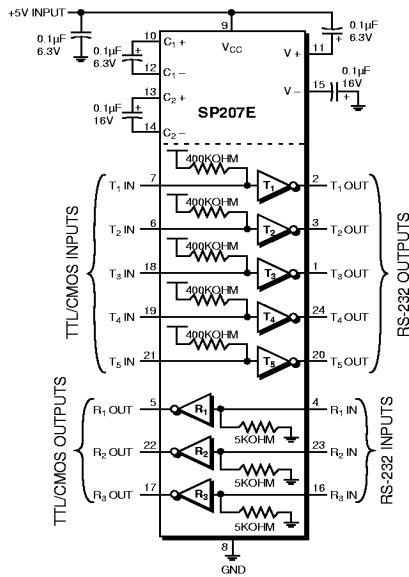 +5V INPUT
0.1µF
6.3V
9
VCC
10
C1+
0.1µF
6.3V
12
C1–
13
C2+
0.1µF
16V
14
C2–
V+
11
0.1µF
6.3V
V–
15
0.1µF
16V
SP207E
400KOHM
T1 IN
7
T1
2
T1 OUT
400KOHM
T2 IN
6
T2
3
T2 OUT
400KOHM
T3 IN
18
T3
1
T3 OUT
400KOHM
T4 IN
19
T4
24
T4 OUT
400KOHM
T5 IN
21
T5
20
T5 OUT
TTL/CMOS INPUTS
RS-232 OUTPUTS
R1 OUT
5
R1
4
R1 IN
5KOHM
R2 OUT
22
R2
23
R2 IN
5KOHM
R3 OUT
17
R3
16
R3 IN
5KOHM
TTL/CMOS OUTPUTS
RS-232 INPUTS
8
GND